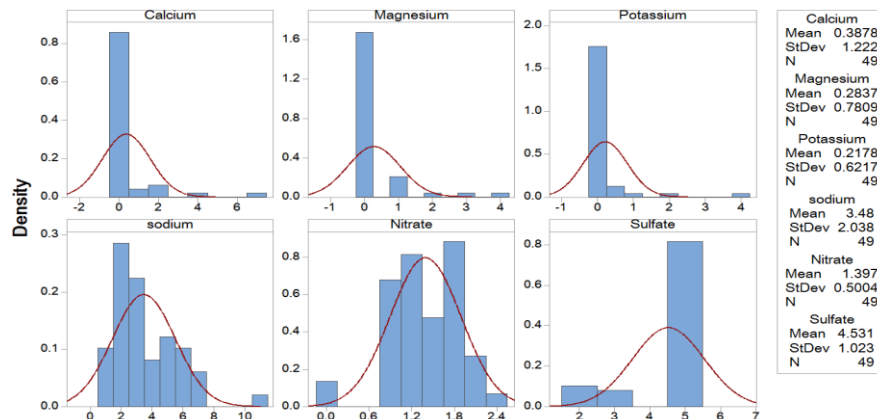 Calcium Magnesium Potassium
0.8 1.6 2.0
0.6 1.2 1.5
0.4 0.8 1.0
0.2 0.4 0.5
0.0 0.0 0.0
-2 0 2 4 6 -1 0 1 2 3 4 -1 0 1 2 3 4
Density
sodium Nitrate Sulfate
0.3 0.8 0.8
0.2 0.6 0.6
0.4 0.4
0.1 0.2 0.2
0.0 0.0 0.0
0 2 4 6 8 10 0.0 0.6 1.2 1.8 2.4 2 3 4 5 6 7
Calcium
Mean 0.3878
StDev 1.222
N 49
Magnesium
Mean 0.2837
StDev 0.7809
N 49
Potassium
Mean 0.2178
StDev 0.6217
N 49
sodium
Mean 3.48
StDev 2.038
N 49
Nitrate
Mean 1.397
StDev 0.5004
N 49
Sulfate
Mean 4.531
StDev 1.023
N 49